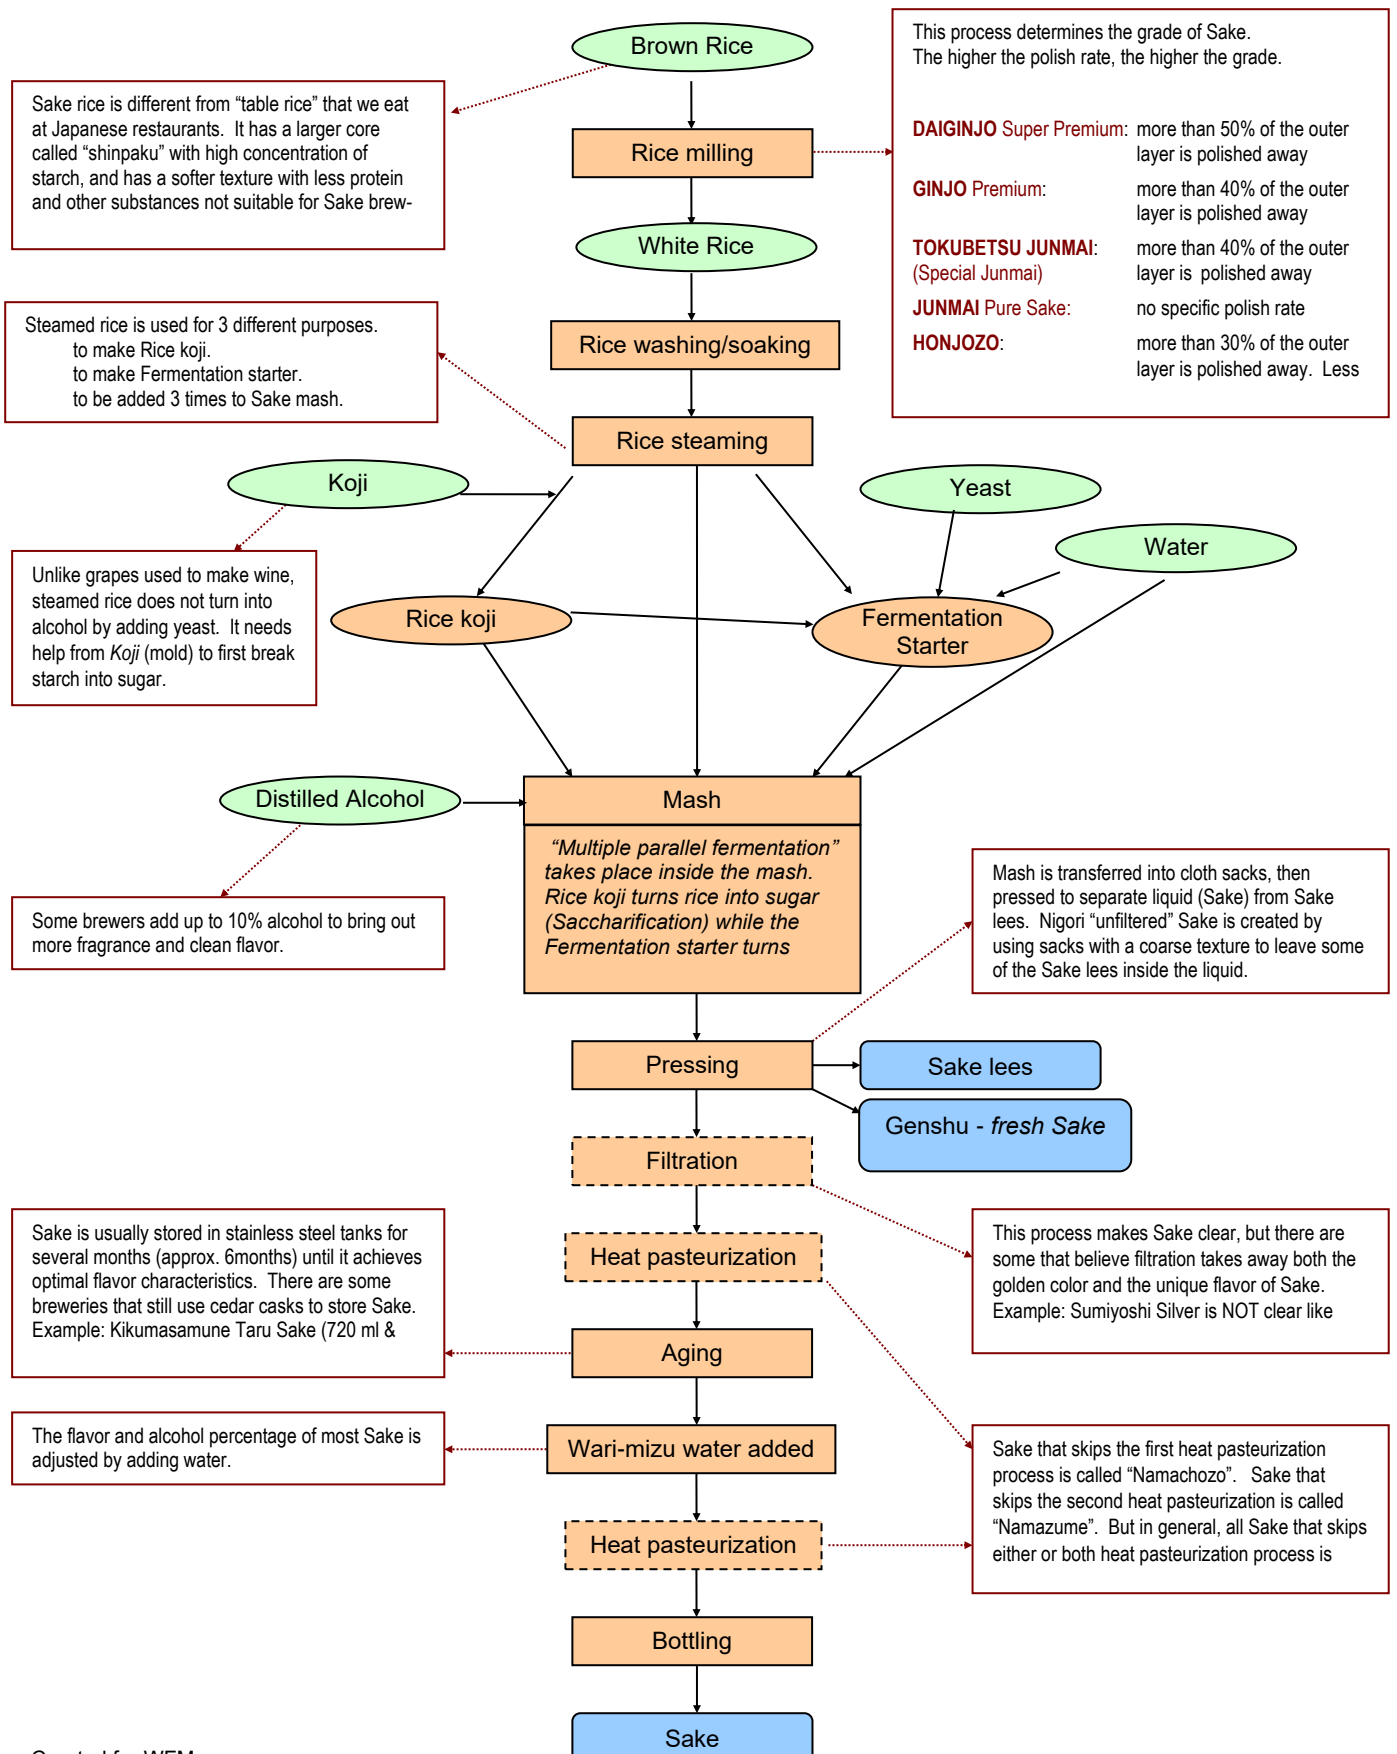 Brown Rice
This process determines the grade of Sake.
The higher the polish rate, the higher the grade.
DAIGINJO Super Premium: more than 50% of the outer
layer is polished away
GINJO Premium: more than 40% of the outer
layer is polished away
TOKUBETSU JUNMAI: more than 40% of the outer
(Special Junmai) layer is polished away
JUNMAI Pure Sake: no specific polish rate
HONJOZO: more than 30% of the outer
layer is polished away. Less
Sake rice is different from “table rice” that we eat
at Japanese restaurants. It has a larger core
called “shinpaku” with high concentration of
starch, and has a softer texture with less protein
and other substances not suitable for Sake brew-
Rice milling
White Rice
Steamed rice is used for 3 different purposes.
to make Rice koji.
to make Fermentation starter.
to be added 3 times to Sake mash.
Rice washing/soaking
Rice steaming
Koji
Yeast
Water
Unlike grapes used to make wine,
steamed rice does not turn into
alcohol by adding yeast. It needs
help from Koji (mold) to first break
starch into sugar.
Rice koji
Fermentation
Starter
Distilled Alcohol
Mash
“Multiple parallel fermentation”
takes place inside the mash.
Rice koji turns rice into sugar
(Saccharification) while the
Fermentation starter turns
Some brewers add up to 10% alcohol to bring out
more fragrance and clean flavor.
Mash is transferred into cloth sacks, then
pressed to separate liquid (Sake) from Sake
lees. Nigori “unfiltered” Sake is created by
using sacks with a coarse texture to leave some
of the Sake lees inside the liquid.
Pressing
Sake lees
Genshu - fresh Sake
Filtration
Heat pasteurization
Sake is usually stored in stainless steel tanks for
several months (approx. 6months) until it achieves
optimal flavor characteristics. There are some
breweries that still use cedar casks to store Sake.
Example: Kikumasamune Taru Sake (720 ml &
This process makes Sake clear, but there are
some that believe filtration takes away both the
golden color and the unique flavor of Sake.
Example: Sumiyoshi Silver is NOT clear like
Aging
The flavor and alcohol percentage of most Sake is
adjusted by adding water.
Wari-mizu water added
Sake that skips the first heat pasteurization
process is called “Namachozo”. Sake that
skips the second heat pasteurization is called
“Namazume”. But in general, all Sake that skips
either or both heat pasteurization process is
Heat pasteurization
Bottling
Sake